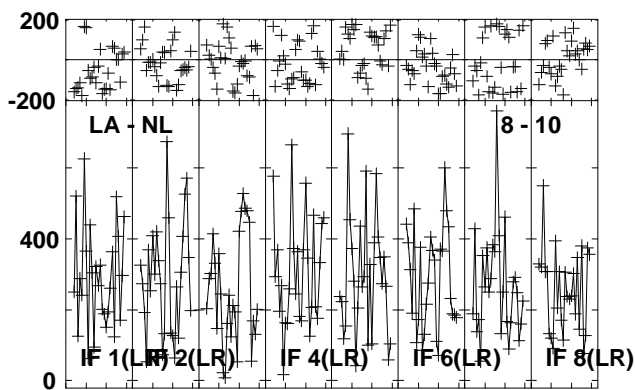 200
-200
LA - NL 8 - 10
400
0
IF 1(LR) IF 2(LR) IF 4(LR) IF 6(LR) IF 8(LR)